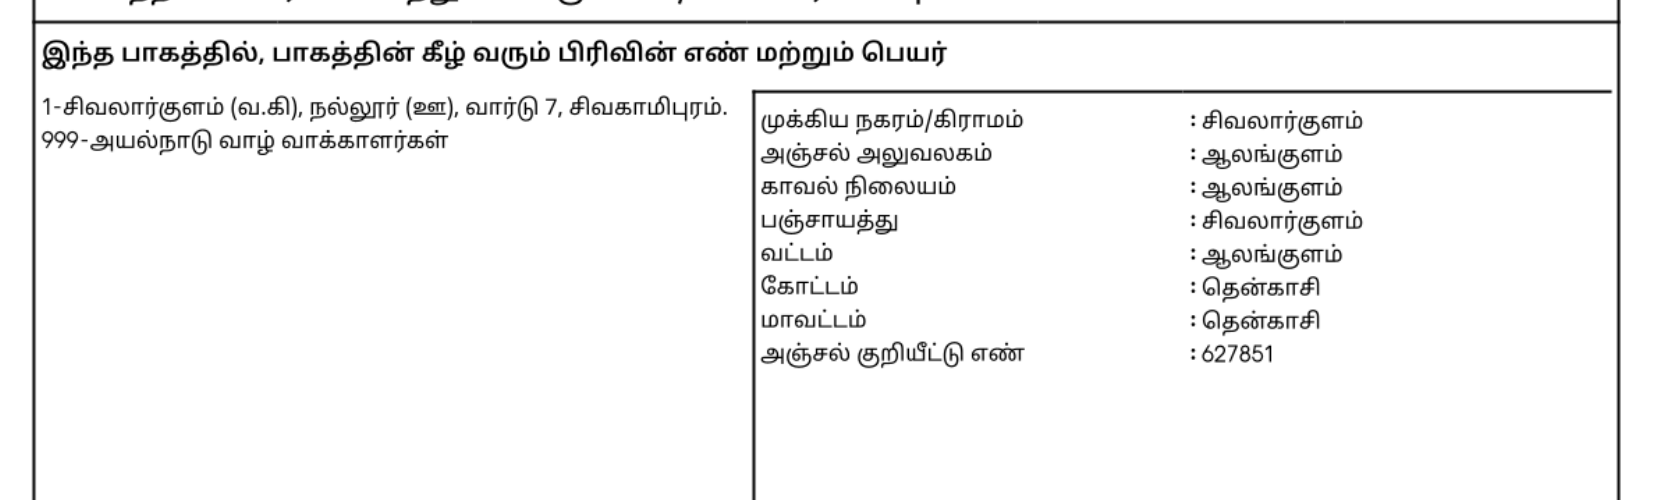 இந்த பாகத்தில், பாகத்தின் கீழ் வரும் பிரிவின் எண் மற்றும் பெயர்
1-சிவலார்குளம் (வ.கி), நல்லூர் (ஊ), வார்டு 7, சிவகாமிபுரம்.
999-அயல்நாடு வாழ் வாக்காளர்கள்
முக்கிய நகரம்/கிராமம் : சிவலார்குளம்
அஞ்சல் அலுவலகம் : ஆலங்குளம்
காவல் நிலையம் : ஆலங்குளம்
பஞ்சாயத்து : சிவலார்குளம்
வட்டம் : ஆலங்குளம்
கோட்டம் : தென்காசி
மாவட்டம் : தென்காசி
அஞ்சல் குறியீட்டு எண் : 627851